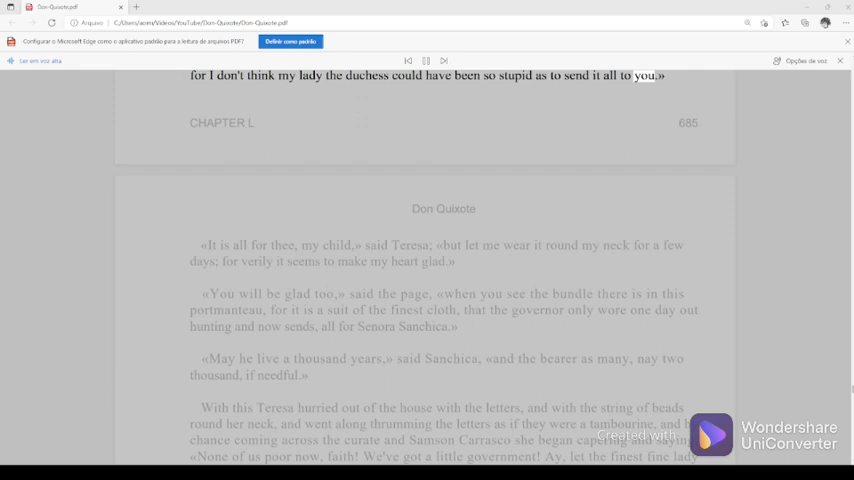 Don-Quixote.pdf
Arquivo
C:/Users/laoms/Videos/YouTube/Don-Quixote/Don-Quixote.pdf
Configurar o Microsoft Edge como o aplicativo padrão para a leitura de arquivos PDF?
Definir como padrão
Ler em voz alta
Opções de voz
for I don't think my lady the duchess could have been so stupid as to send it all to you.»
CHAPTER L 685
Don Quixote
«It is all for thee, my child,» said Teresa; «but let me wear it round my neck for a few
days; for verily it seems to make my heart glad.»
«You will be glad too,» said the page, «when you see the bundle there is in this
portmanteau, for it is a suit of the finest cloth, that the governor only wore one day out
hunting and now sends, all for Senora Sanchica.»
«May he live a thousand years,» said Sanchica, «and the bearer as many, nay two
thousand, if needful.»
With this Teresa hurried out of the house with the letters, and with the string of beads
round her neck, and went along thrumming the letters as if they were a tambourine, and
chance coming across the curate and Samson Carrasco she began capering and saying
«None of us poor now, faith! We've got a little government! Ay, let the finest fine lady
Created with
Wondershare
UniConverter